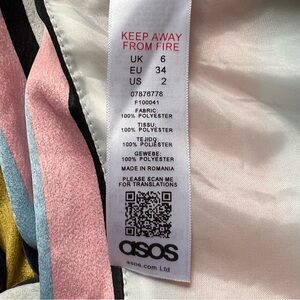 KEEP AWAY
FROM FIRE
UK 6
EU 34
US 2
07876778
F100041
FABRIC:
100% POLYESTER
TISSU:
100% POLYESTER
TEJIDO:
100% POLIÉSTER
GEWEBE:
100% POLYESTER
MADE IN ROMANIA
PLEASE SCAN ME
FOR TRANSLATIONS
asos
asos.com Ltd